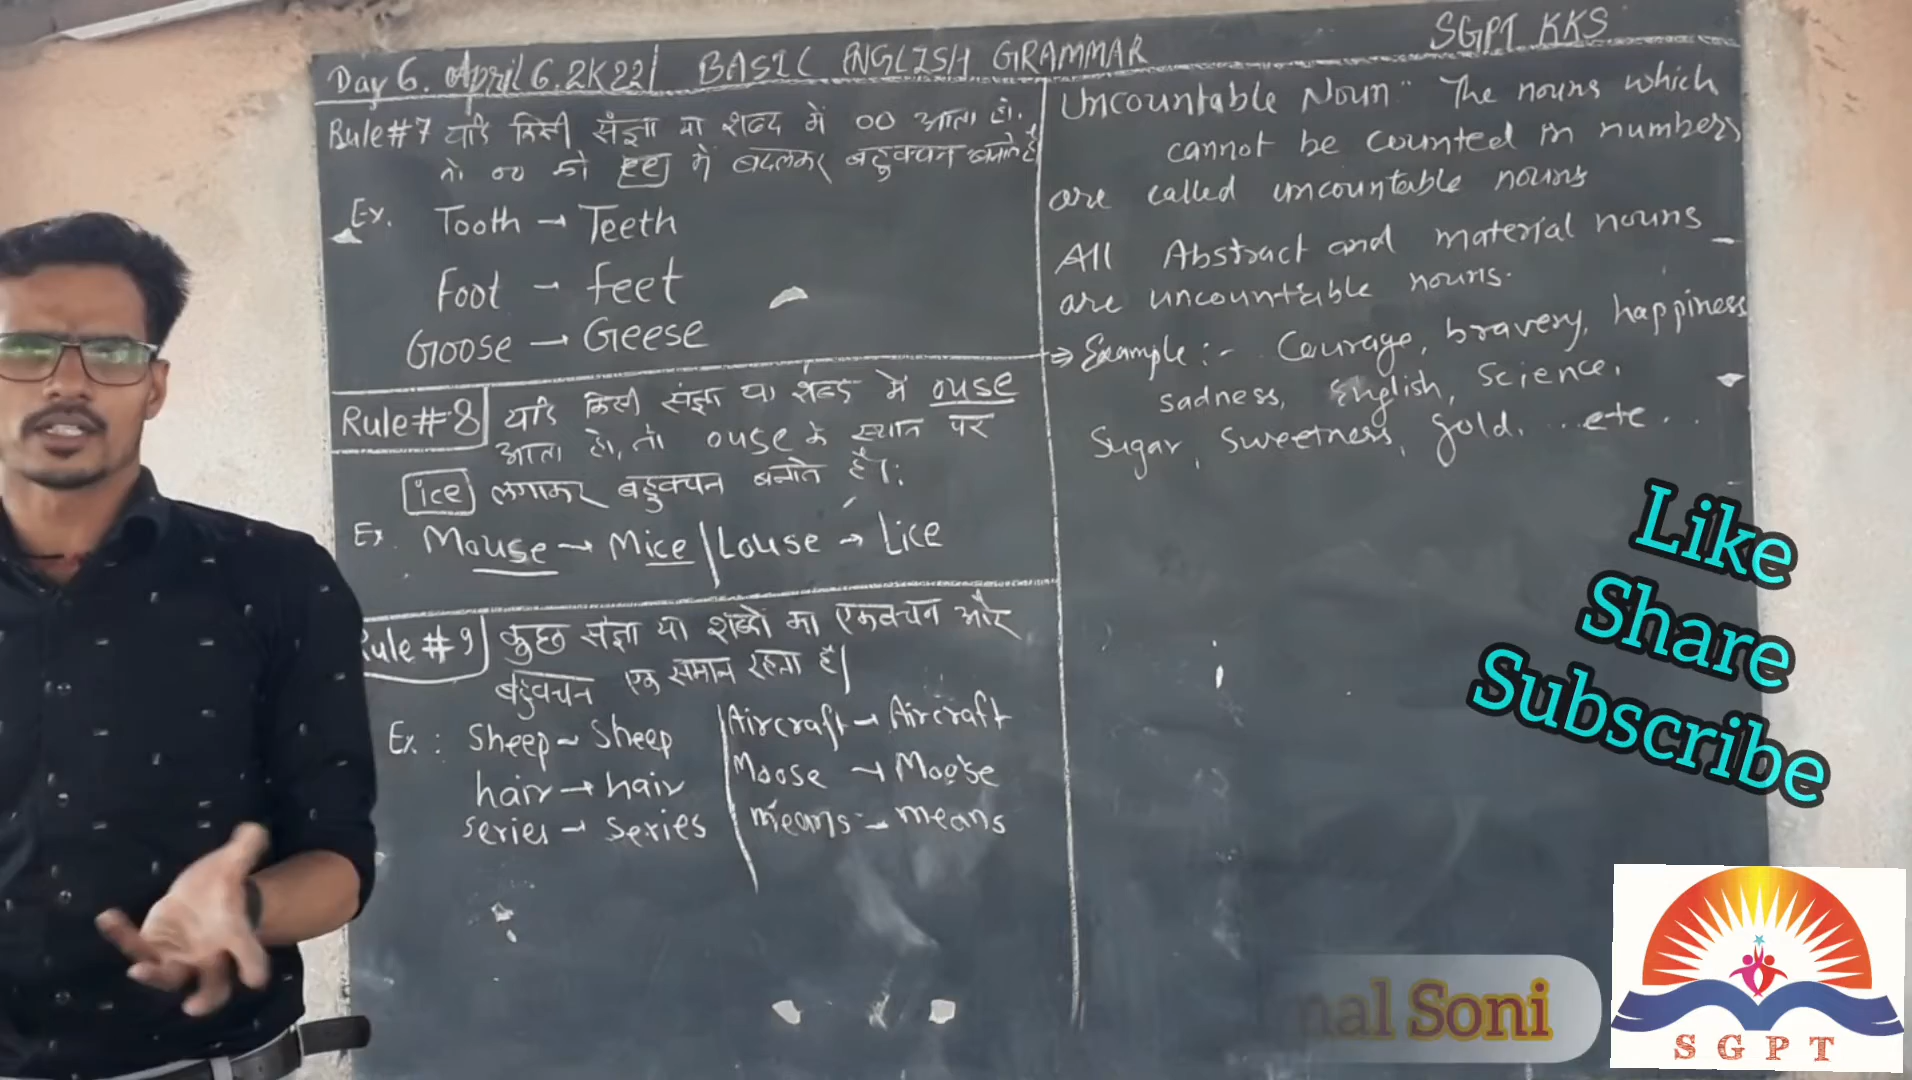 SGPT KKS
Day 6. April 6.2K22 | BASIC ENGLISH GRAMMAR
Rule#7 यदि किसी संज्ञा या शब्द में oo आता हो,
तो oo को ee में बदलकर बहुवचन बनाते है
Ex. Tooth → Teeth
Foot - feet
Goose → Geese
Rule#8 यदि किसी संज्ञा या शब्द में ouse
आता हो, तो ouse के स्थान पर
ice लगाकर बहुवचन बनाते है।:
Ex. Mouse → Mice | Louse → Lice
Rule #9 कुछ संज्ञा या शब्दों का एकवचन और
बहुवचन एक समान रहता है|
Ex: Sheep - Sheep
hair → hair
series - series
Aircraft - Aircraft
Moose → Moose
means - means
Uncountable Noun" The nouns which
cannot be counted in numbers
are called uncountable nouns
All Abstract and material nouns
are uncountable nouns.
⇒ Example:- Courage, bravery, happiness
sadness, English, Science,
Sugar, Sweetness, gold, ...etc..
Like
Share
Subscribe
nal Soni
SGPT